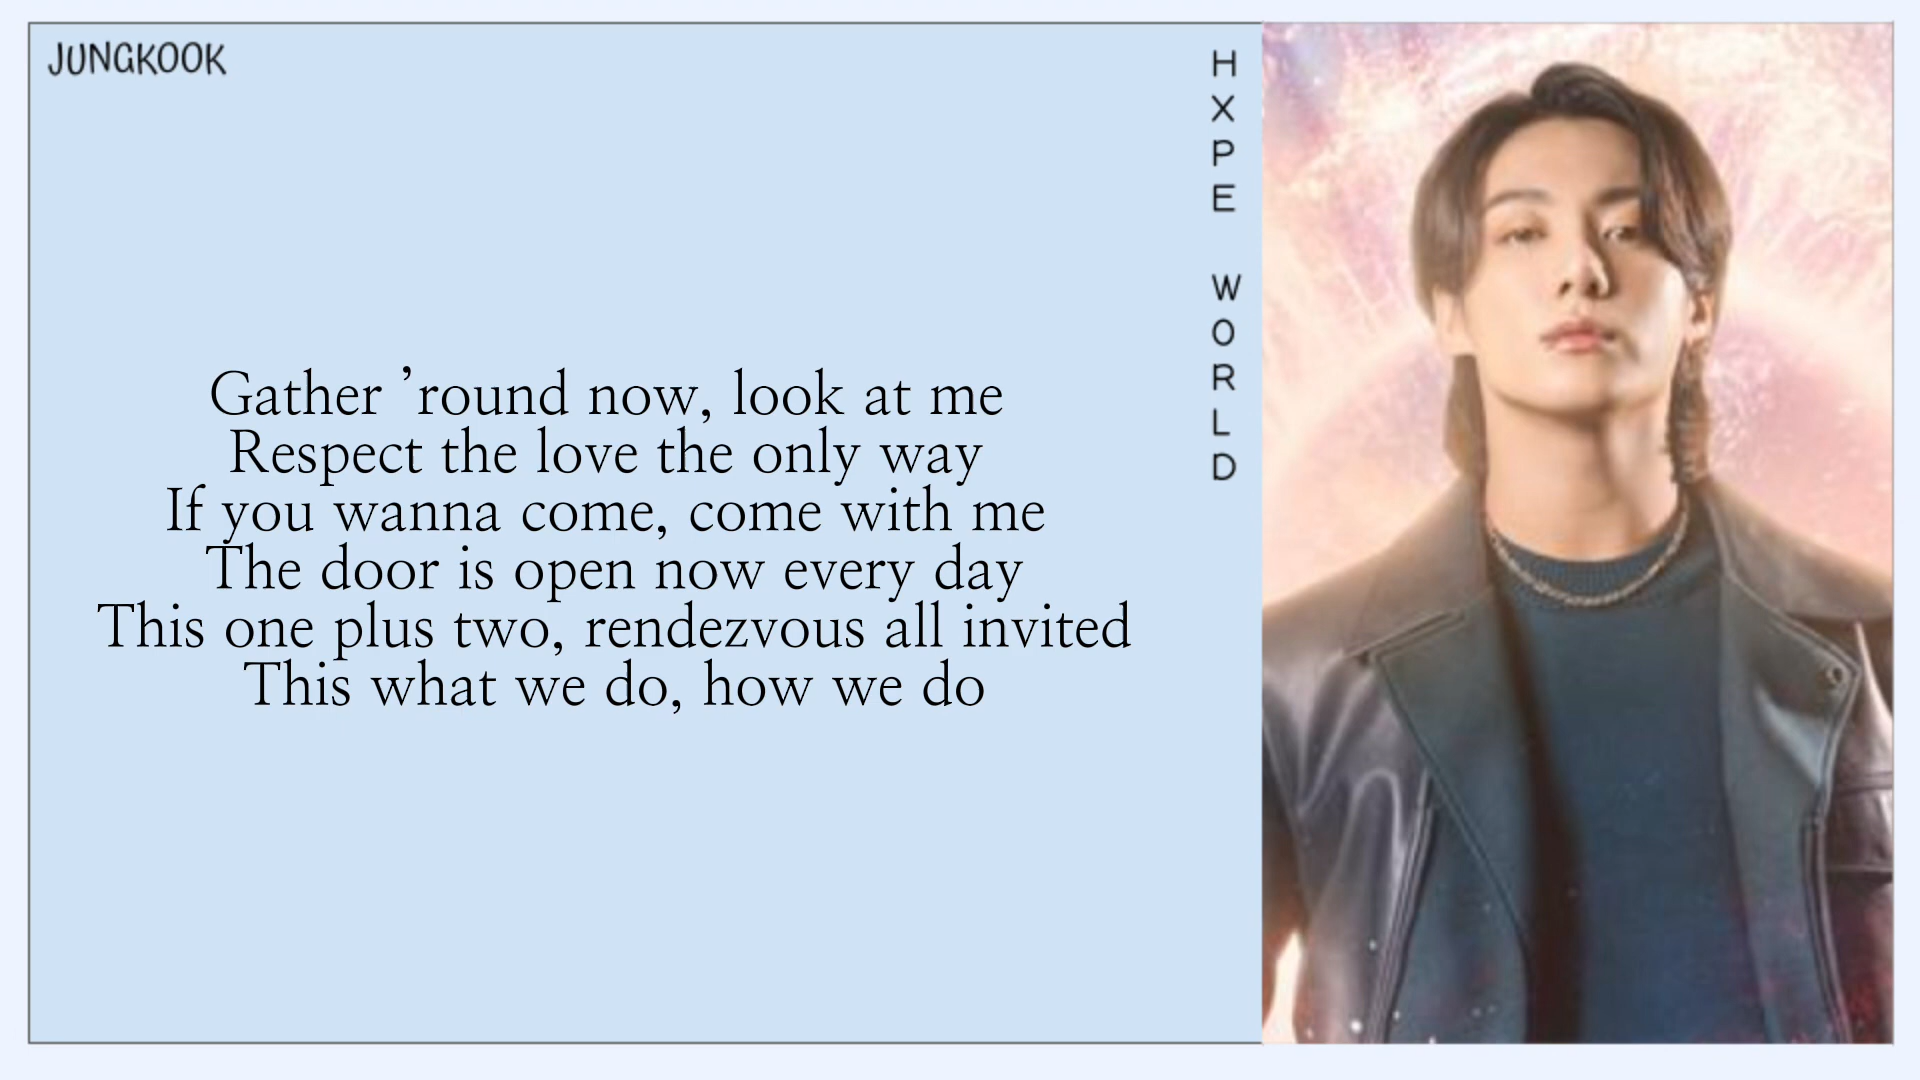 JUNGKOOK
HXPE WORLD
Gather ’round now, look at me
Respect the love the only way
If you wanna come, come with me
The door is open now every day
This one plus two, rendezvous all invited
This what we do, how we do